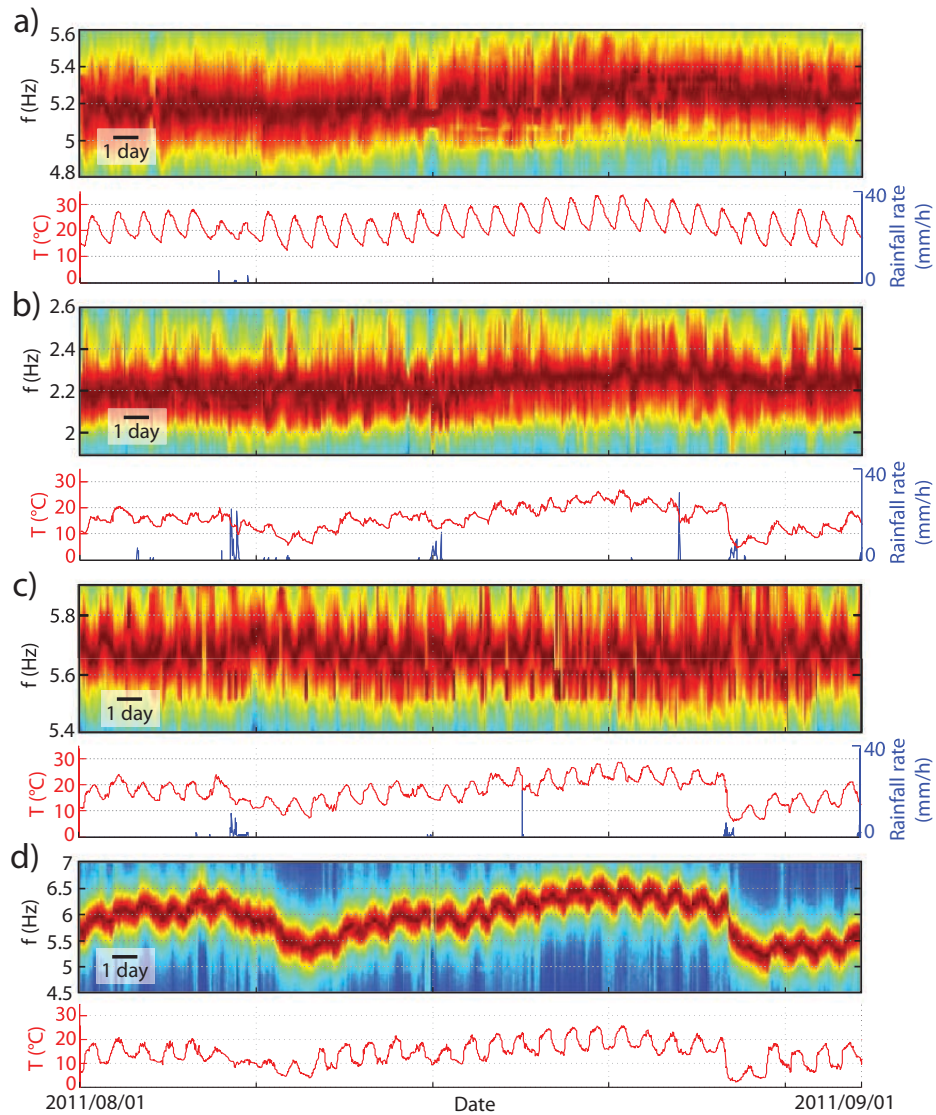 a)
5.6
5.4
5.2
5
4.8
f (Hz)
1 day
30
20
10
0
T (°C)
40
0
Rainfall rate
(mm/h)
b)
2.6
2.4
2.2
2
f (Hz)
1 day
30
20
10
0
T (°C)
40
0
Rainfall rate
(mm/h)
c)
5.8
5.6
5.4
f (Hz)
1 day
30
20
10
0
T (°C)
40
0
Rainfall rate
(mm/h)
d)
7
6.5
6
5.5
5
4.5
f (Hz)
1 day
30
20
10
0
T (°C)
2011/08/01 Date 2011/09/01